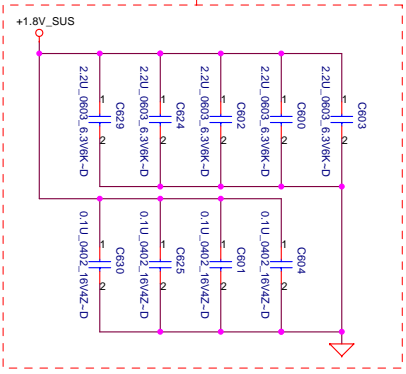 +1.8V_SUS
1
2
C629
2.2U_0603_6.3V6K~D
1
2
C624
2.2U_0603_6.3V6K~D
1
2
C602
2.2U_0603_6.3V6K~D
1
2
C600
2.2U_0603_6.3V6K~D
1
2
C603
2.2U_0603_6.3V6K~D
1
2
C630
0.1U_0402_16V4Z~D
1
2
C625
0.1U_0402_16V4Z~D
1
2
C601
0.1U_0402_16V4Z~D
1
2
C604
0.1U_0402_16V4Z~D